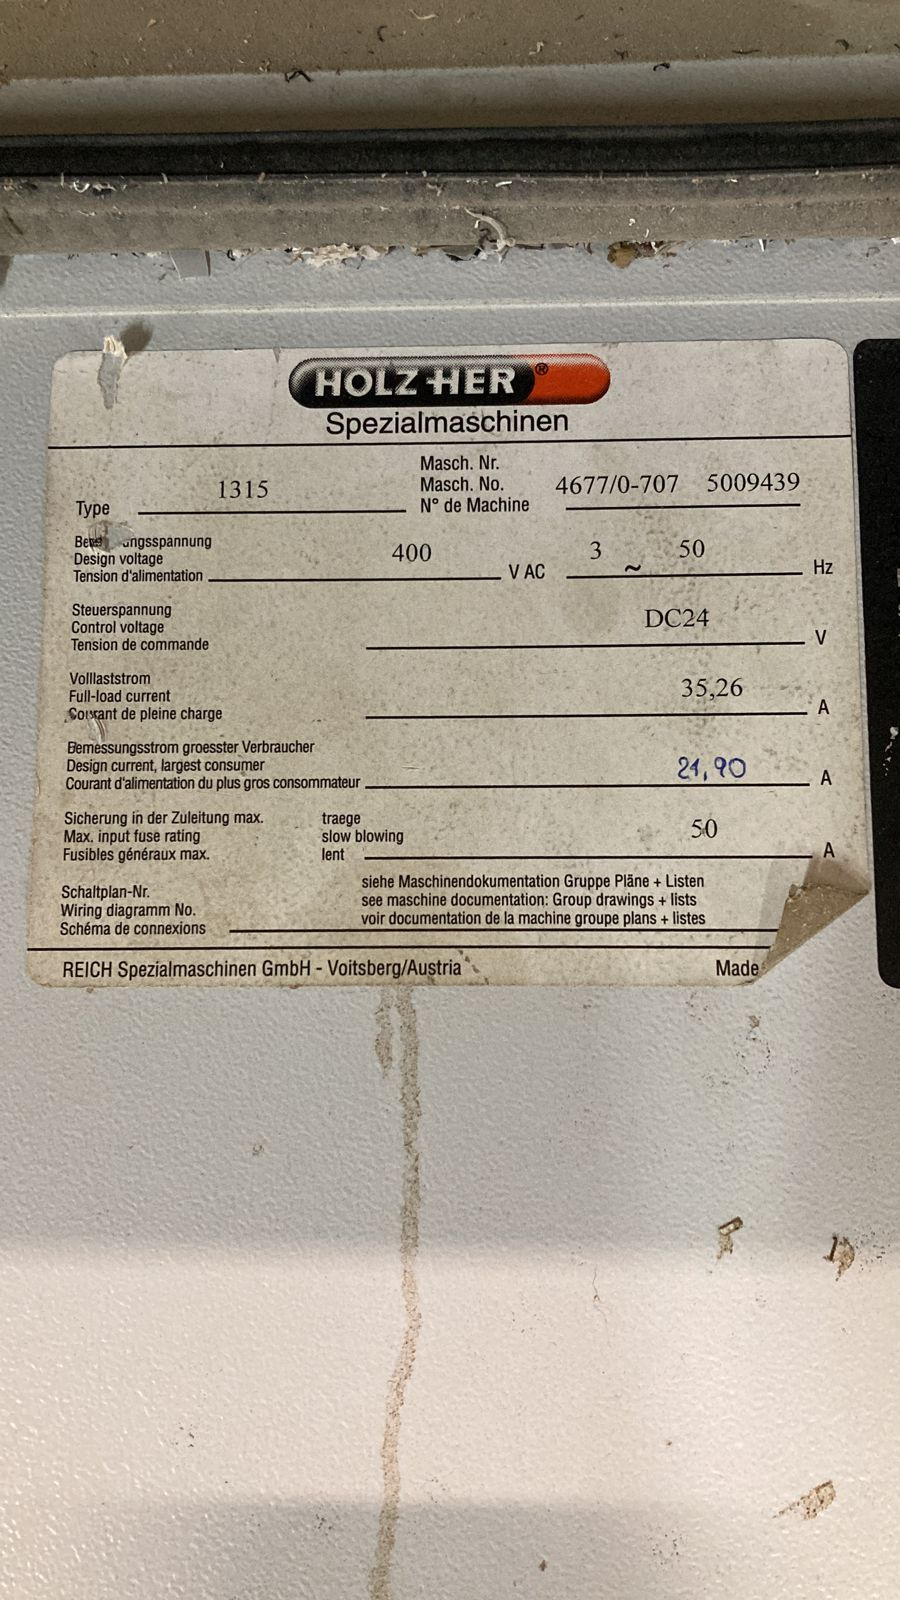 HOLZ-HER ®
Spezialmaschinen
Type 1315
Masch. Nr.
Masch. No.
N° de Machine
4677/0-707 5009439
Design voltage
Tension d'alimentation
400 V AC 3 ~ 50 Hz
Steuerspannung
Control voltage
Tension de commande
DC24 V
Volllaststrom
Full-load current
Courant de pleine charge
35,26 A
Bemessungsstrom groesster Verbraucher
Design current, largest consumer
Courant d'alimentation du plus gros consommateur
21,90 A
Sicherung in der Zuleitung max. traege
Max. input fuse rating slow blowing
Fusibles généraux max. lent
50 A
Schaltplan-Nr. siehe Maschinendokumentation Gruppe Pläne + Listen
Wiring diagramm No. see maschine documentation: Group drawings + lists
Schéma de connexions voir documentation de la machine groupe plans + listes
REICH Spezialmaschinen GmbH - Voitsberg/Austria Made